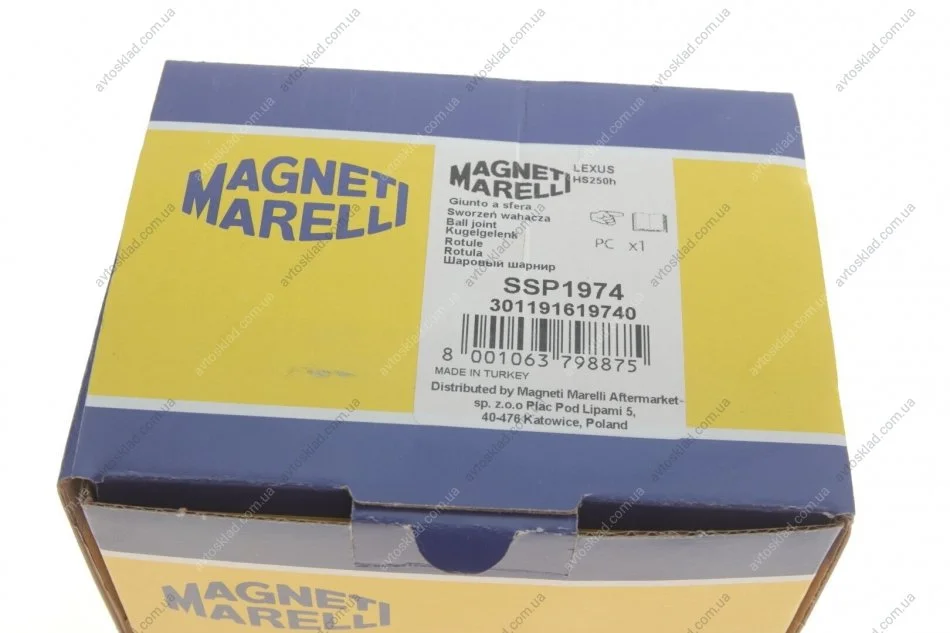 MAGNETI
MARELLI
MAGNETI
MARELLI
LEXUS
HS250h
Giunto a sfera
Sworzeń wahacza
Ball joint
Kugelgelenk
Rotule
Rotula
Шаровый шарнир
PC x1
SSP1974
301191619740
8 001063 798875
MADE IN TURKEY
Distributed by Magneti Marelli Aftermarket
sp. z.o.o Plac Pod Lipami 5,
40-476 Katowice, Poland
MAGNETI
MARELLI
avtosklad.com.ua